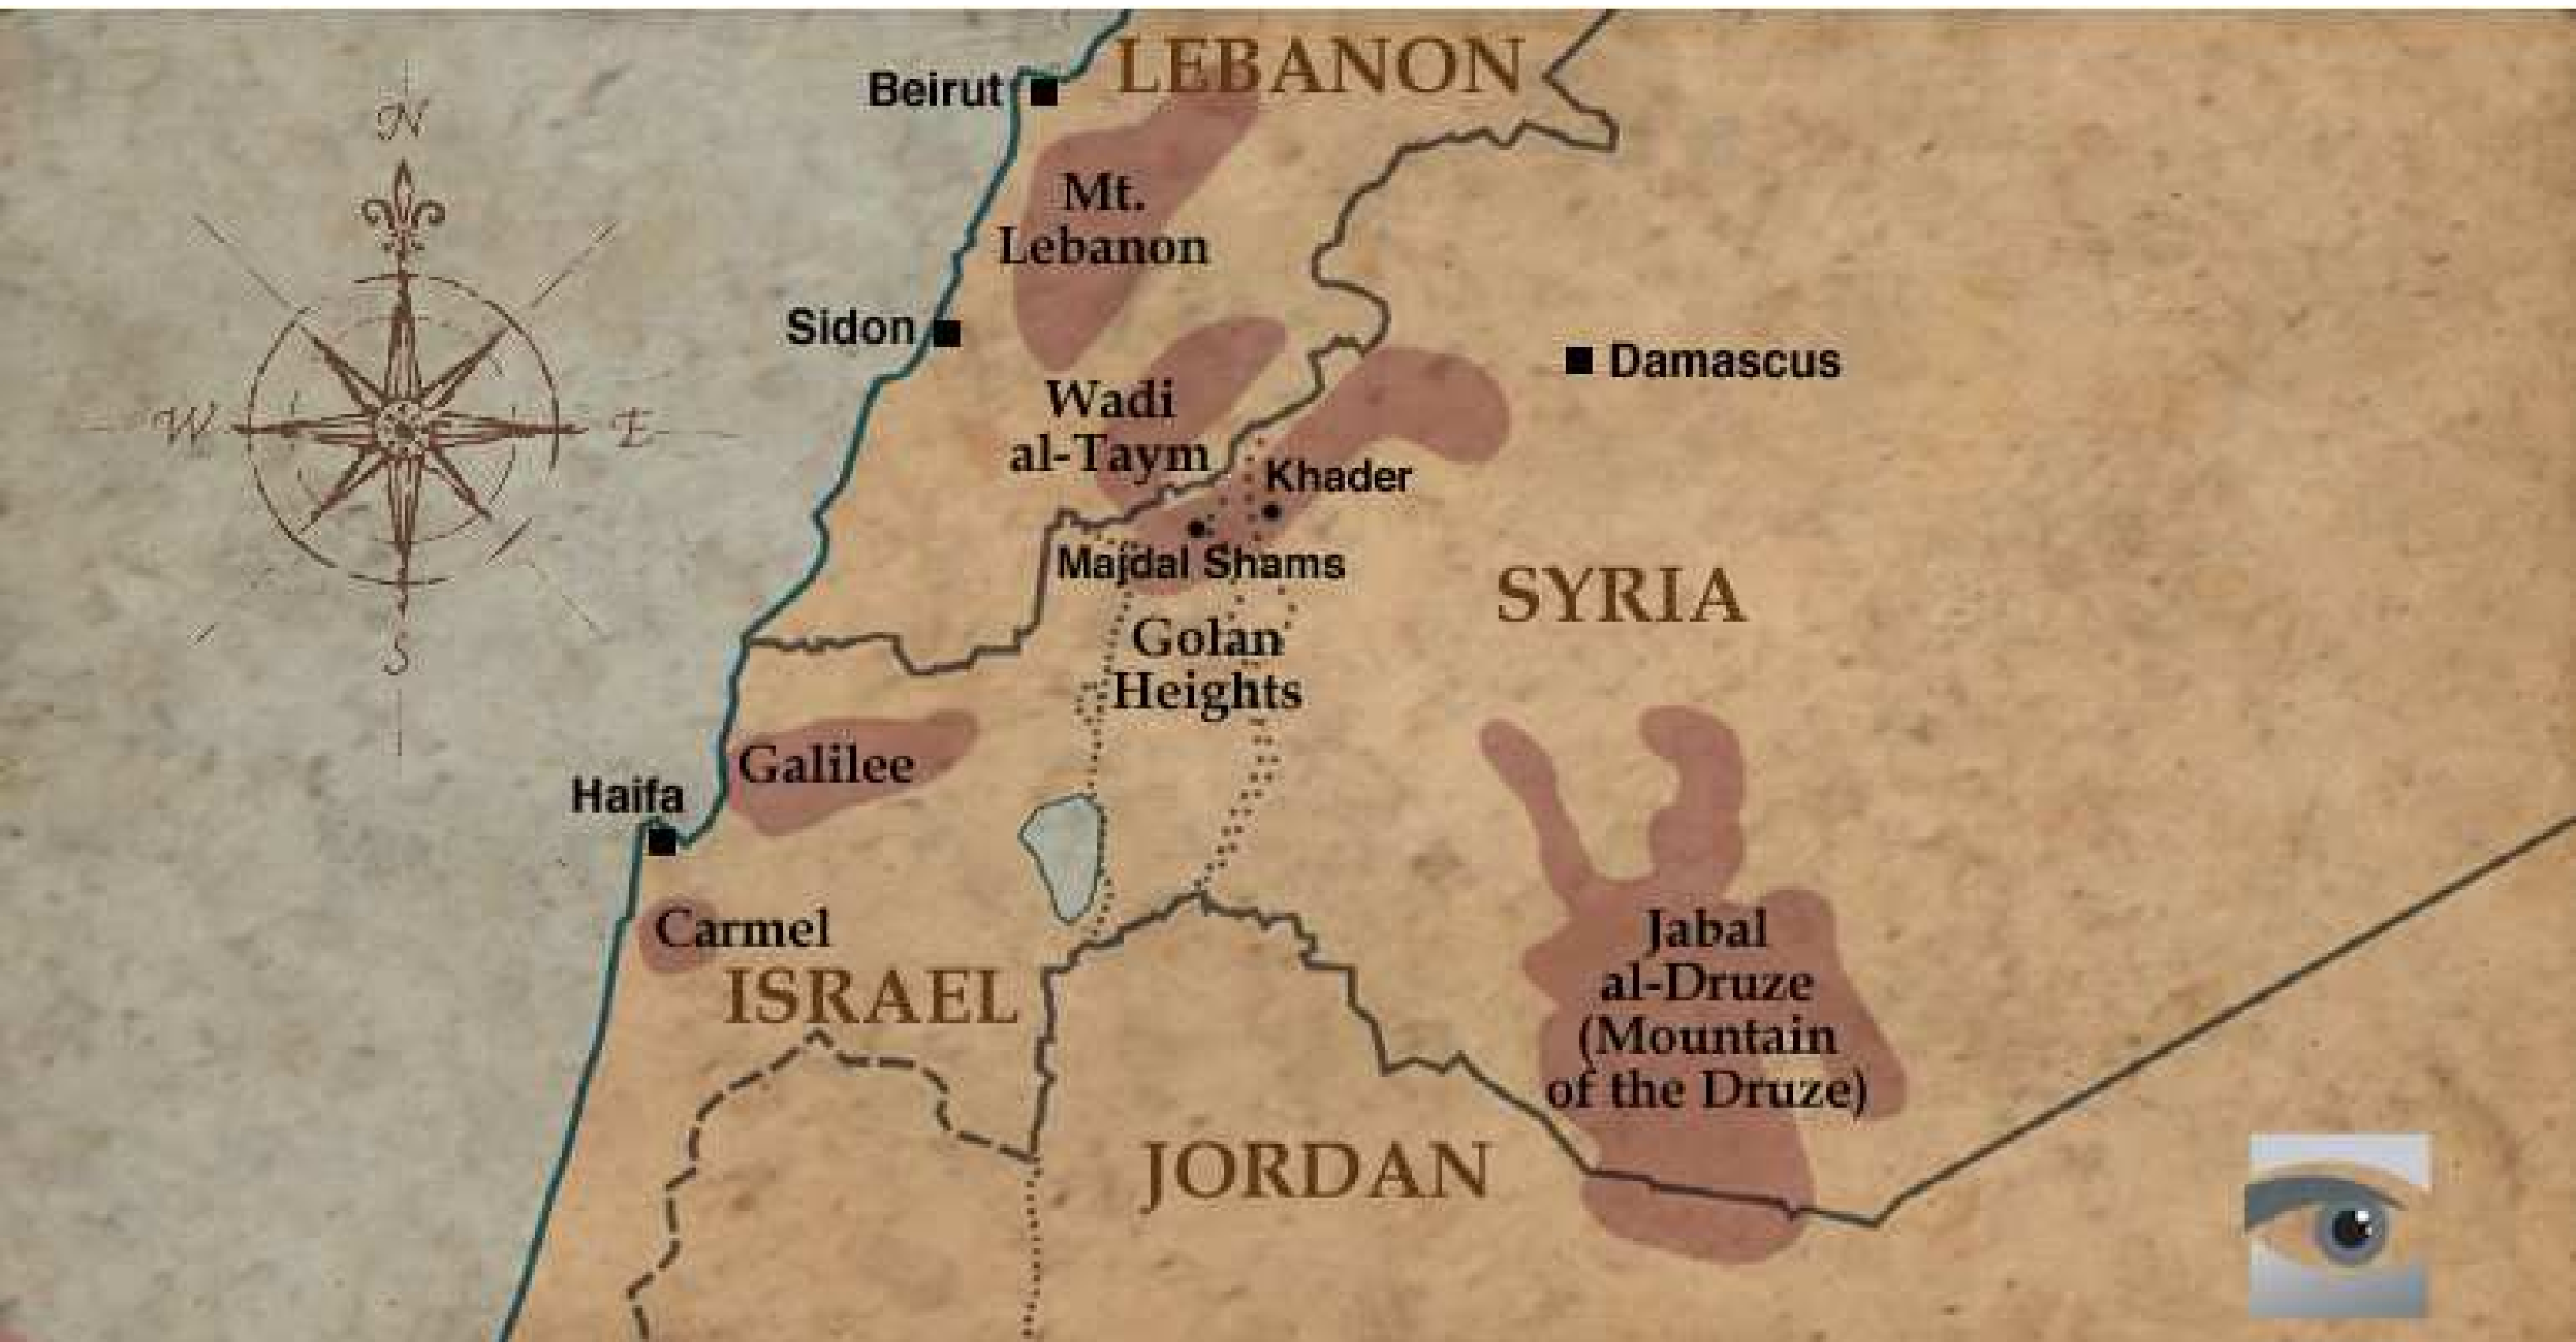 LEBANON
Beirut
N
Mt.
Lebanon
Sidon
Damascus
Wadi
al-Taym
W
E
Khader
Majdal Shams
SYRIA
Golan
Heights
S
Galilee
Haifa
Carmel
ISRAEL
Jabal
al-Druze
(Mountain
of the Druze)
JORDAN